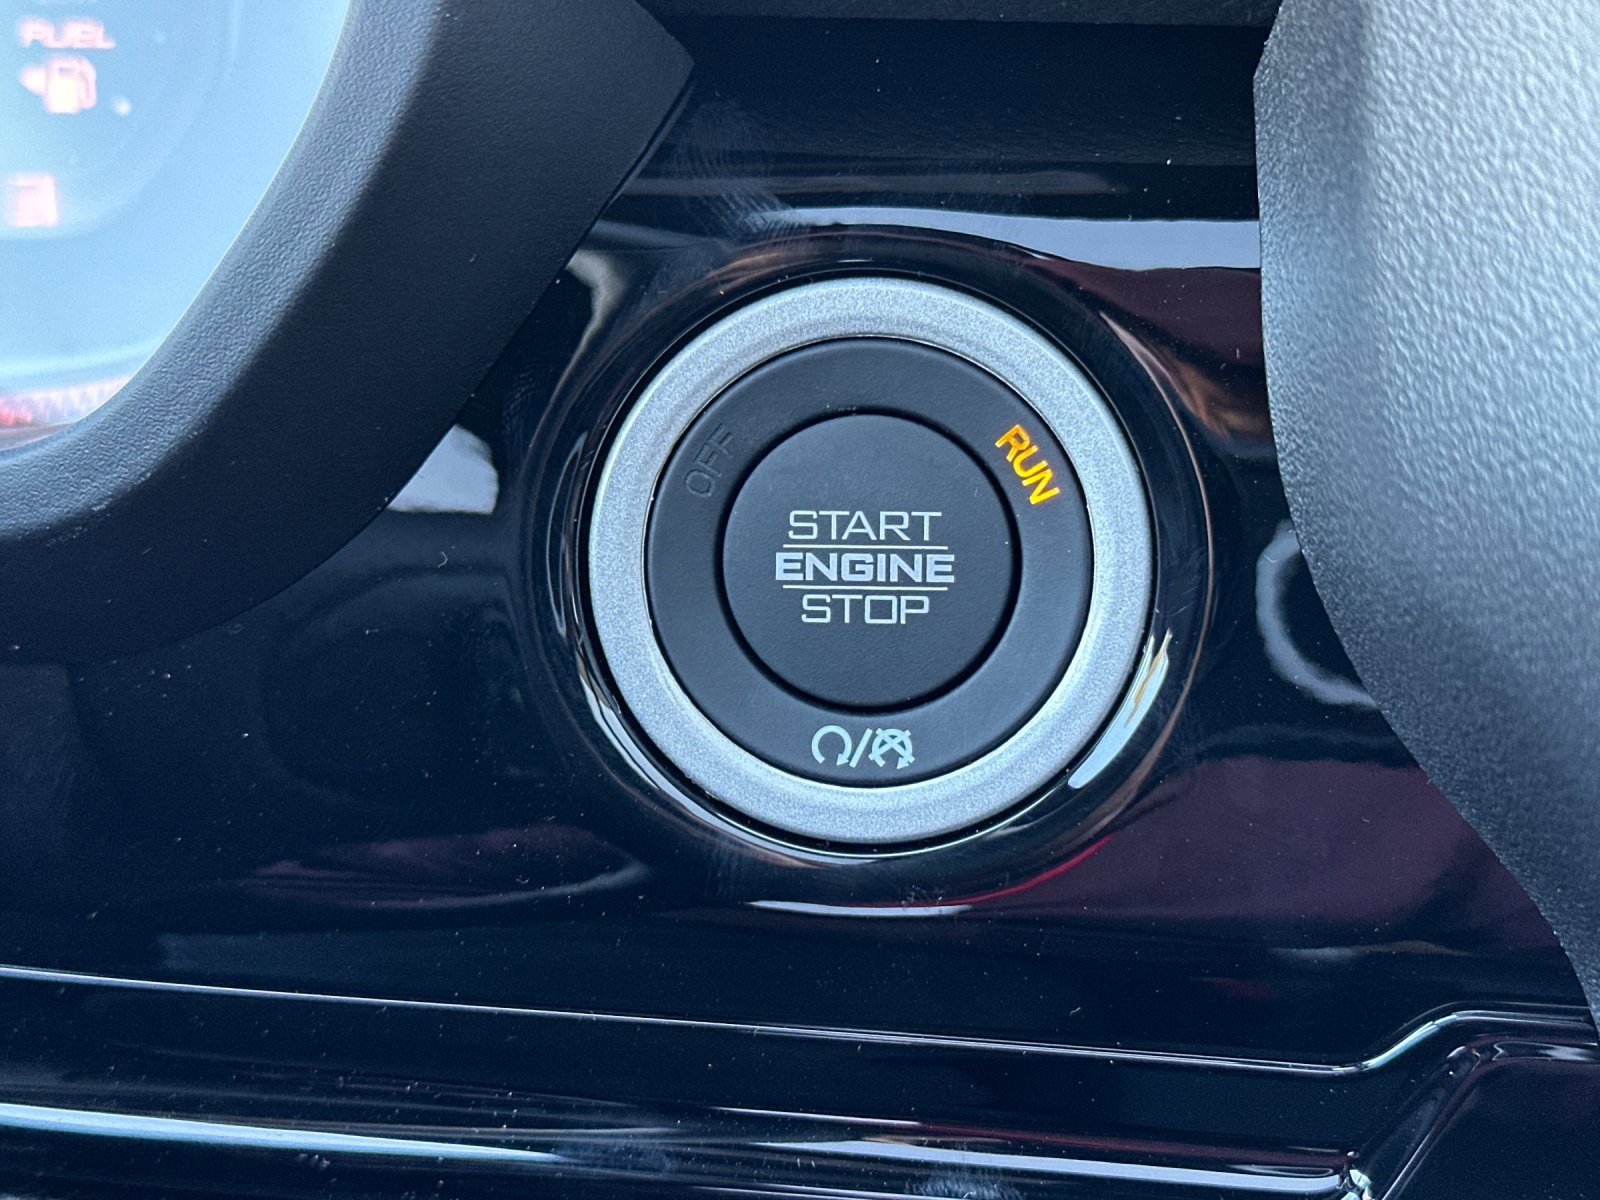 FUEL
OFF
RUN
START
ENGINE
STOP